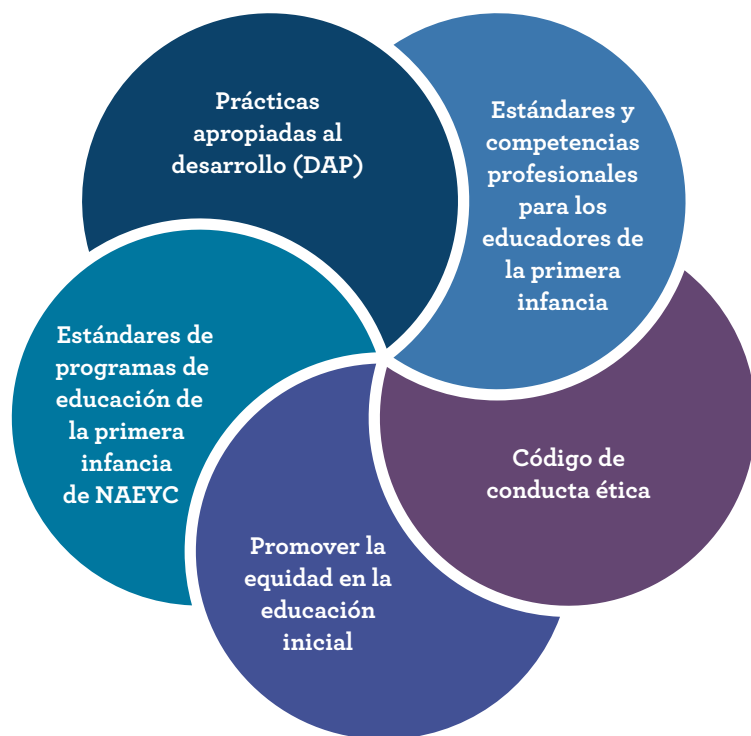 Prácticas
apropiadas al
desarrollo (DAP)
Estándares y
competencias
profesionales
para los
educadores de
la primera
infancia
Código de
conducta ética
Promover la
equidad en la
educación
inicial
Estándares de
programas de
educación de
la primera
infancia
de NAEYC